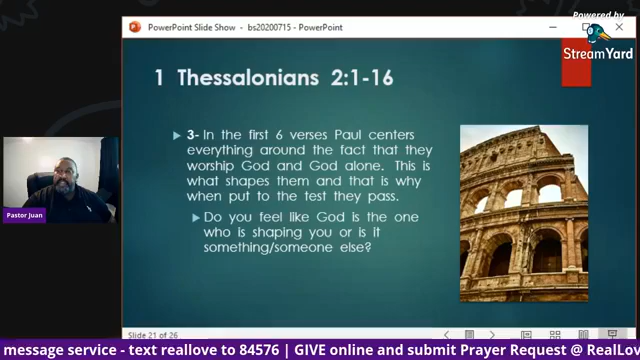 Powered by
StreamYard
PowerPoint Slide Show - bs20200715 - PowerPoint
1 Thessalonians 2:1-16
3- In the first 6 verses Paul centers
everything around the fact that they
worship God and God alone. This is
what shapes them and that is why
when put to the test they pass.
Do you feel like God is the one
who is shaping you or is it
something/someone else?
Pastor Juan
Slide 21 of 26
message service - text reallove to 84576 | GIVE online and submit Prayer Request @ RealLov